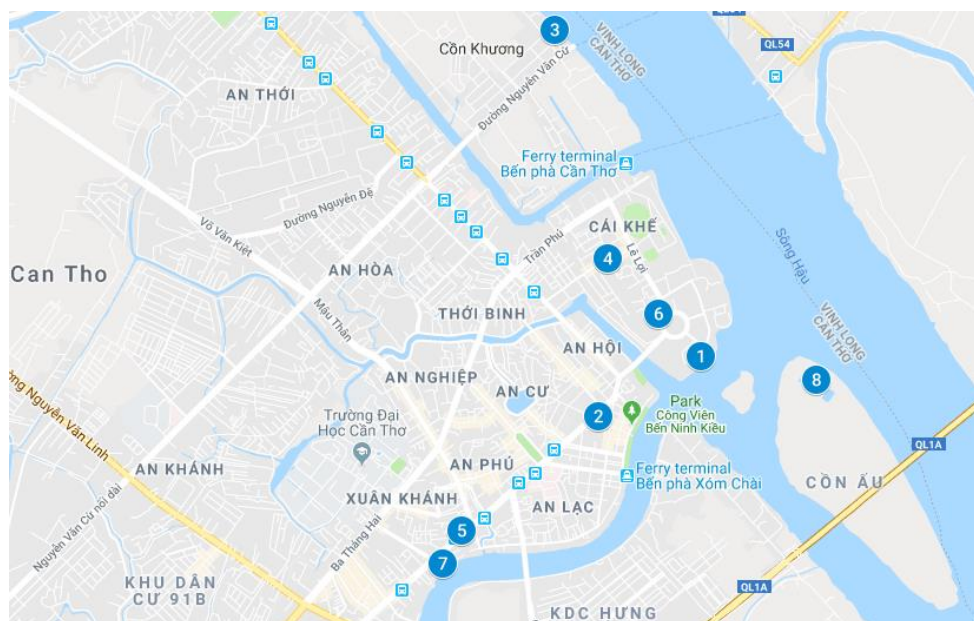 3
Cồn Khương
QL54
VINH LONG
CẦN THƠ
Đường Nguyễn Văn Cừ
AN THỚI
Ferry terminal
Bến phà Cần Thơ
Đường Nguyễn Đệ
Võ Văn Kiệt
CÁI KHẾ
Trần Phú
Lê Lợi
4
Sông Hậu
Can Tho
AN HÒA
Mậu Thân
THỚI BÌNH
6
VINH LONG
CẦN THƠ
AN HỘI
1
AN NGHIỆP
AN CƯ
8
ng Nguyễn Văn Linh
Trường Đại
Học Cần Thơ
2
Park
Công Viên
Bến Ninh Kiều
QL1A
AN KHÁNH
AN PHÚ
Ferry terminal
Bến phà Xóm Chài
CỒN ẤU
XUÂN KHÁNH
AN LẠC
Nguyễn Văn Cừ nối dài
Ba Tháng Hai
5
7
KHU DÂN
CƯ 91B
QL1A
KDC HƯNG